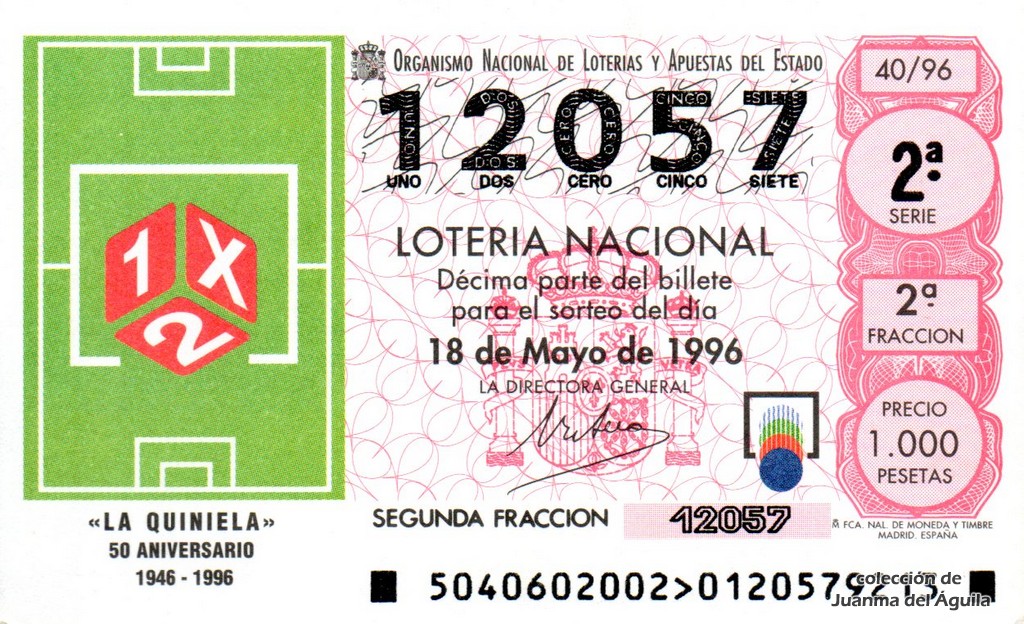 1 X 2
«LA QUINIELA»
50 ANIVERSARIO
1946 - 1996
ORGANISMO NACIONAL DE LOTERIAS Y APUESTAS DEL ESTADO
12057
UNO DOS CERO CINCO SIETE
LOTERIA NACIONAL
Décima parte del billete
para el sorteo del día
18 de Mayo de 1996
LA DIRECTORA GENERAL
SEGUNDA FRACCION 12057
40/96
2ª
SERIE
2ª
FRACCION
PRECIO
1.000
PESETAS
FCA. NAL. DE MONEDA Y TIMBRE
MADRID. ESPAÑA
5040602002>0120579
colección de
Juanma del Águila